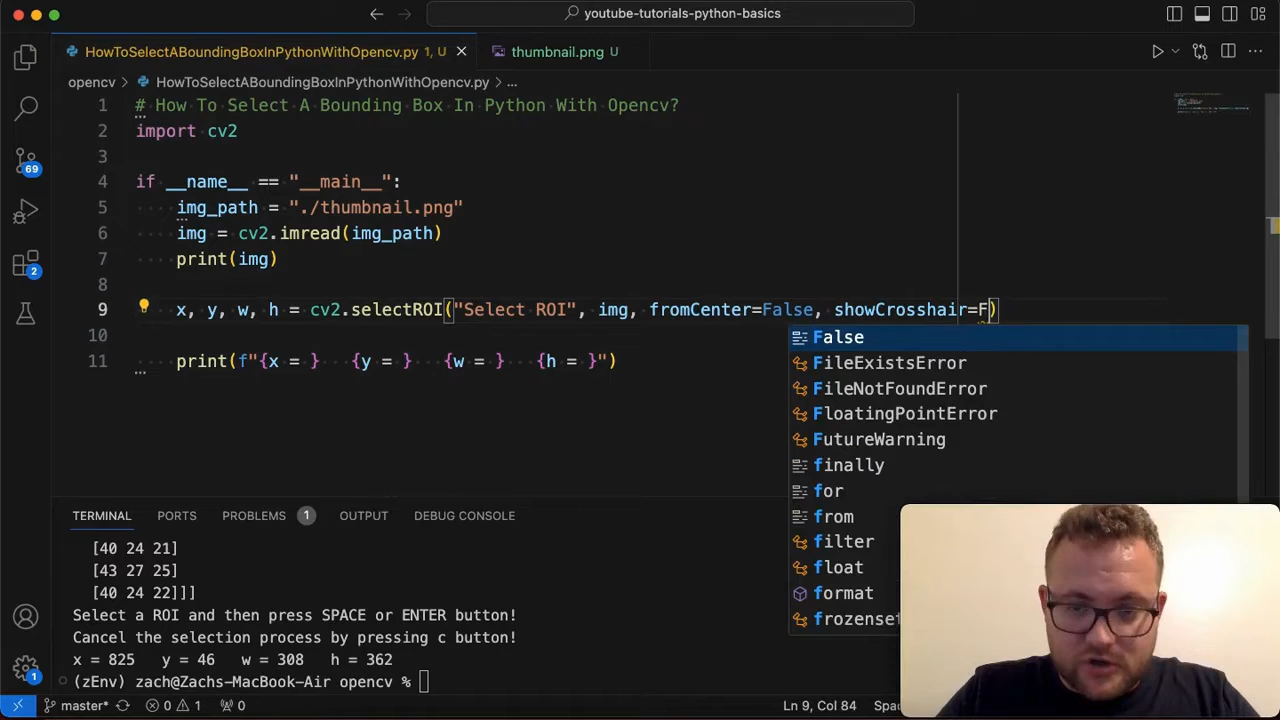 youtube-tutorials-python-basics
HowToSelectABoundingBoxInPythonWithOpencv.py 1, U
thumbnail.png U
opencv > HowToSelectABoundingBoxInPythonWithOpencv.py > ...
1 # How To Select A Bounding Box In Python With Opencv?
2 import cv2
3
4 if __name__ == "__main__":
5 img_path = "./thumbnail.png"
6 img = cv2.imread(img_path)
7 print(img)
8
9 x, y, w, h = cv2.selectROI("Select ROI", img, fromCenter=False, showCrosshair=F)
10
11 print(f"{x = } {y = } {w = } {h = }")
False
FileExistsError
FileNotFoundError
FloatingPointError
FutureWarning
finally
for
from
filter
float
format
frozenset
69
2
1
TERMINAL PORTS PROBLEMS 1 OUTPUT DEBUG CONSOLE
[40 24 21]
[43 27 25]
[40 24 22]]]
Select a ROI and then press SPACE or ENTER button!
Cancel the selection process by pressing c button!
x = 825 y = 46 w = 308 h = 362
(zEnv) zach@Zachs-MacBook-Air opencv %
master* 0 1 0 Ln 9, Col 84